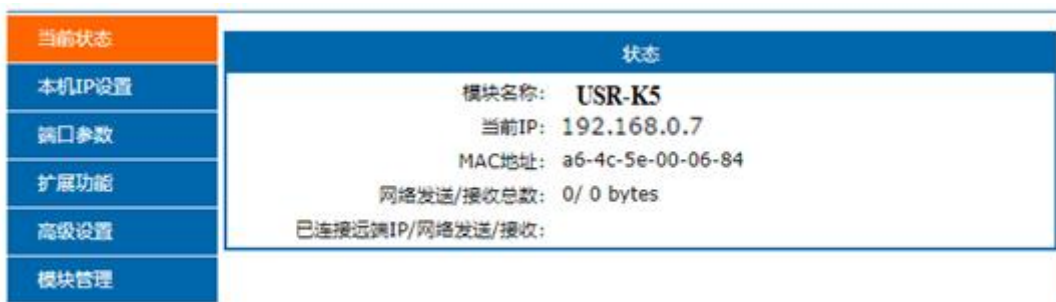 当前状态
本机IP设置
端口参数
扩展功能
高级设置
模块管理
状态
模块名称: USR-K5
当前IP: 192.168.0.7
MAC地址: a6-4c-5e-00-06-84
网络发送/接收总数: 0/ 0 bytes
已连接远端IP/网络发送/接收: